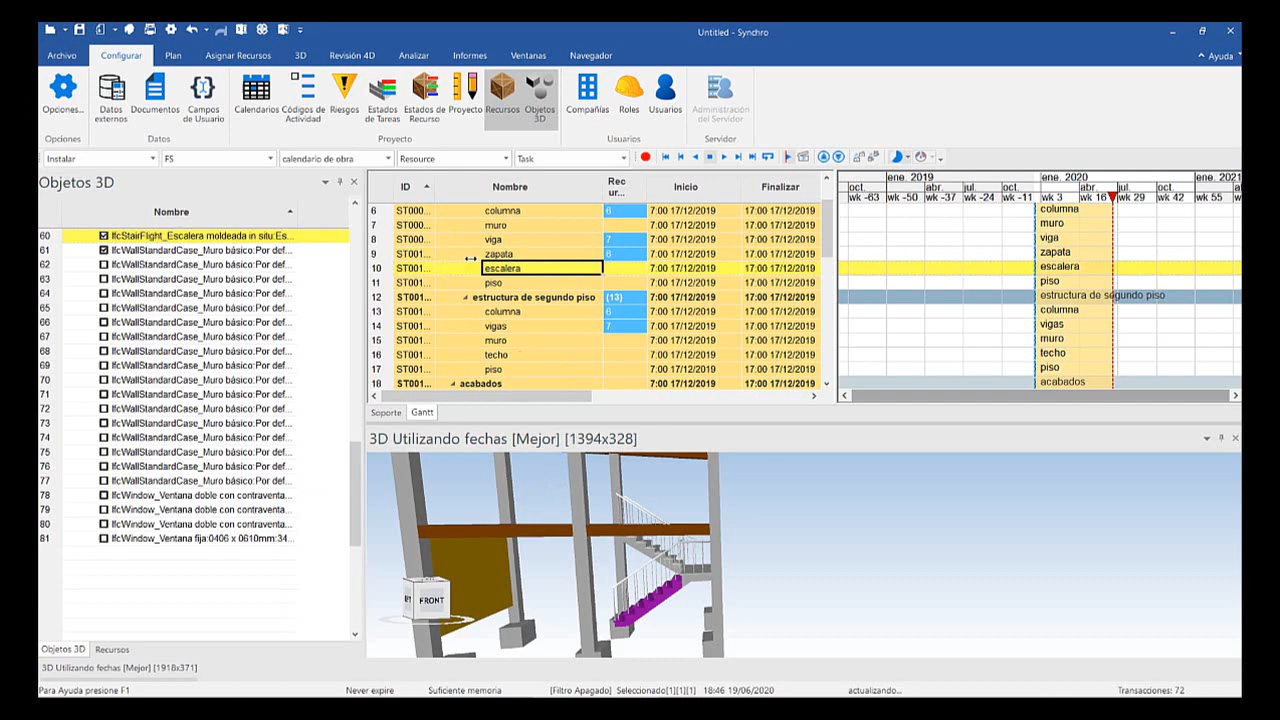 Untitled - Synchro
Archivo Configurar Plan Asignar Recursos 3D Revisión 4D Analizar Informes Ventanas Navegador Ayuda
Opciones... Datos externos Documentos Campos de Usuario Calendarios Códigos de Actividad Riesgos Estados de Tareas Estados de Recurso Proyecto Recursos Objetos 3D Compañías Roles Usuarios Administración del Servidor
Opciones Datos Proyecto Usuarios Servidor
Instalar FS calendario de obra Resource Task
Objetos 3D
Nombre
60 IfcStairFlight_Escalera moldeada in situ:Es...
61 IfcWallStandardCase_Muro básico:Por def...
62 IfcWallStandardCase_Muro básico:Por def...
63 IfcWallStandardCase_Muro básico:Por def...
64 IfcWallStandardCase_Muro básico:Por def...
65 IfcWallStandardCase_Muro básico:Por def...
66 IfcWallStandardCase_Muro básico:Por def...
67 IfcWallStandardCase_Muro básico:Por def...
68 IfcWallStandardCase_Muro básico:Por def...
69 IfcWallStandardCase_Muro básico:Por def...
70 IfcWallStandardCase_Muro básico:Por def...
71 IfcWallStandardCase_Muro básico:Por def...
72 IfcWallStandardCase_Muro básico:Por def...
73 IfcWallStandardCase_Muro básico:Por def...
74 IfcWallStandardCase_Muro básico:Por def...
75 IfcWallStandardCase_Muro básico:Por def...
76 IfcWallStandardCase_Muro básico:Por def...
77 IfcWallStandardCase_Muro básico:Por def...
78 IfcWindow_Ventana doble con contraventa...
79 IfcWindow_Ventana doble con contraventa...
80 IfcWindow_Ventana doble con contraventa...
81 IfcWindow_Ventana fija:0406 x 0610mm:34...
Objetos 3D Recursos
3D Utilizando fechas [Mejor] [1918x371]
ID Nombre Recur... Inicio Finalizar
6 ST000... columna 6 7:00 17/12/2019 17:00 17/12/2019
7 ST000... muro 7:00 17/12/2019 17:00 17/12/2019
8 ST000... viga 7 7:00 17/12/2019 17:00 17/12/2019
9 ST001... zapata 6 7:00 17/12/2019 17:00 17/12/2019
10 ST001... escalera 7:00 17/12/2019 17:00 17/12/2019
11 ST001... piso 7:00 17/12/2019 17:00 17/12/2019
12 ST001... estructura de segundo piso (13) 7:00 17/12/2019 17:00 17/12/2019
13 ST001... columna 6 7:00 17/12/2019 17:00 17/12/2019
14 ST001... vigas 7 7:00 17/12/2019 17:00 17/12/2019
15 ST001... muro 7:00 17/12/2019 17:00 17/12/2019
16 ST001... techo 7:00 17/12/2019 17:00 17/12/2019
17 ST001... piso 7:00 17/12/2019 17:00 17/12/2019
18 ST001... acabados 7:00 17/12/2019 17:00 17/12/2019
Soporte Gantt
ene. 2019 ene. 2020 ene. 2021
oct. abr. jul. oct. abr. jul. oct.
wk -63 wk -50 wk -37 wk -24 wk -11 wk 3 wk 16 wk 29 wk 42 wk 55
columna
muro
viga
zapata
escalera
piso
estructura de segundo piso
columna
vigas
muro
techo
piso
acabados
3D Utilizando fechas [Mejor] [1394x328]
FRONT
Para Ayuda presione F1 Never expire Suficiente memoria [Filtro Apagado] Seleccionado[1][1][1] 18:46 19/06/2020 actualizando... Transacciones: 72